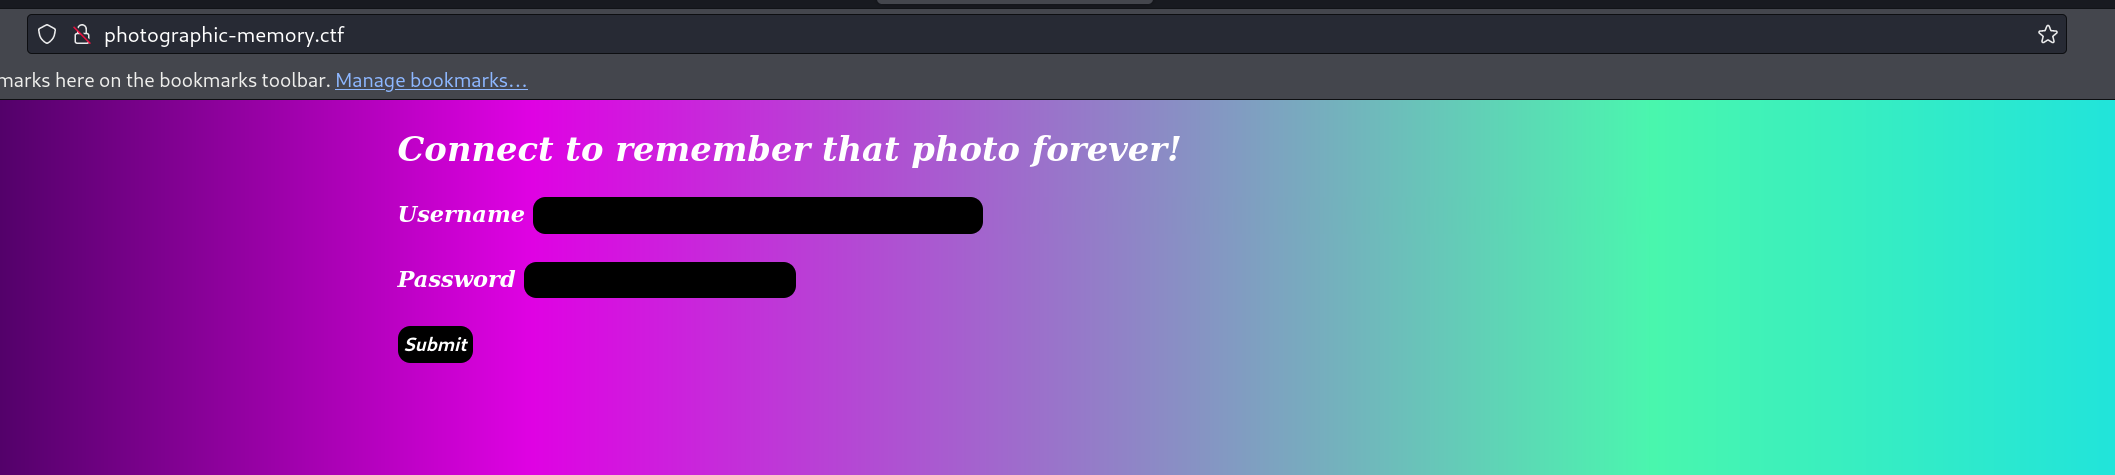 photographic-memory.ctf
marks here on the bookmarks toolbar. Manage bookmarks...
Connect to remember that photo forever!
Username
Password
Submit